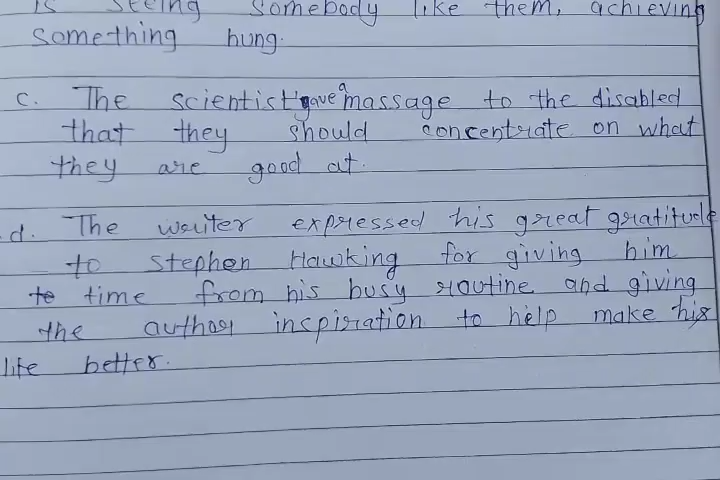 is seeing somebody like them, achieving
something hung.
c. The scientist gave a massage to the disabled
that they should concentrate on what
they are good at.
d. The writer expressed his great gratitude
to Stephen Hawking for giving him
to time from his busy routine and giving
the author inspiration to help make his
life better.